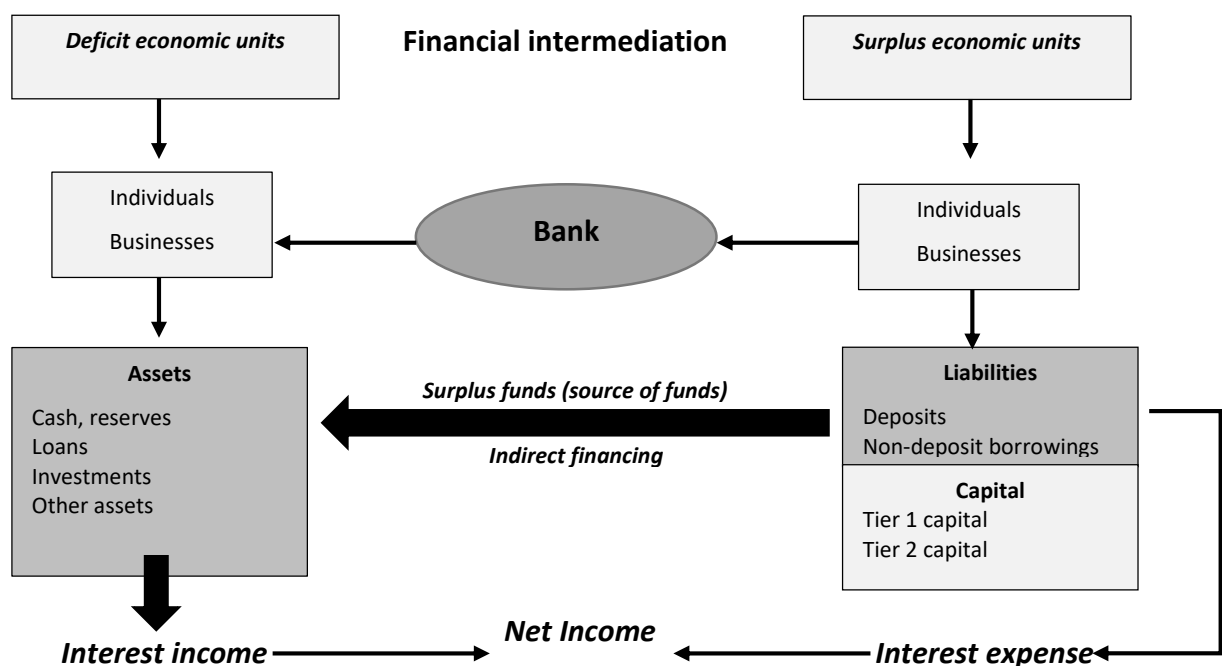 Deficit economic units
Financial intermediation
Surplus economic units
Individuals
Businesses
Bank
Individuals
Businesses
Assets
Cash, reserves
Loans
Investments
Other assets
Surplus funds (source of funds)
Indirect financing
Liabilities
Deposits
Non-deposit borrowings
Capital
Tier 1 capital
Tier 2 capital
Interest income
Net Income
Interest expense